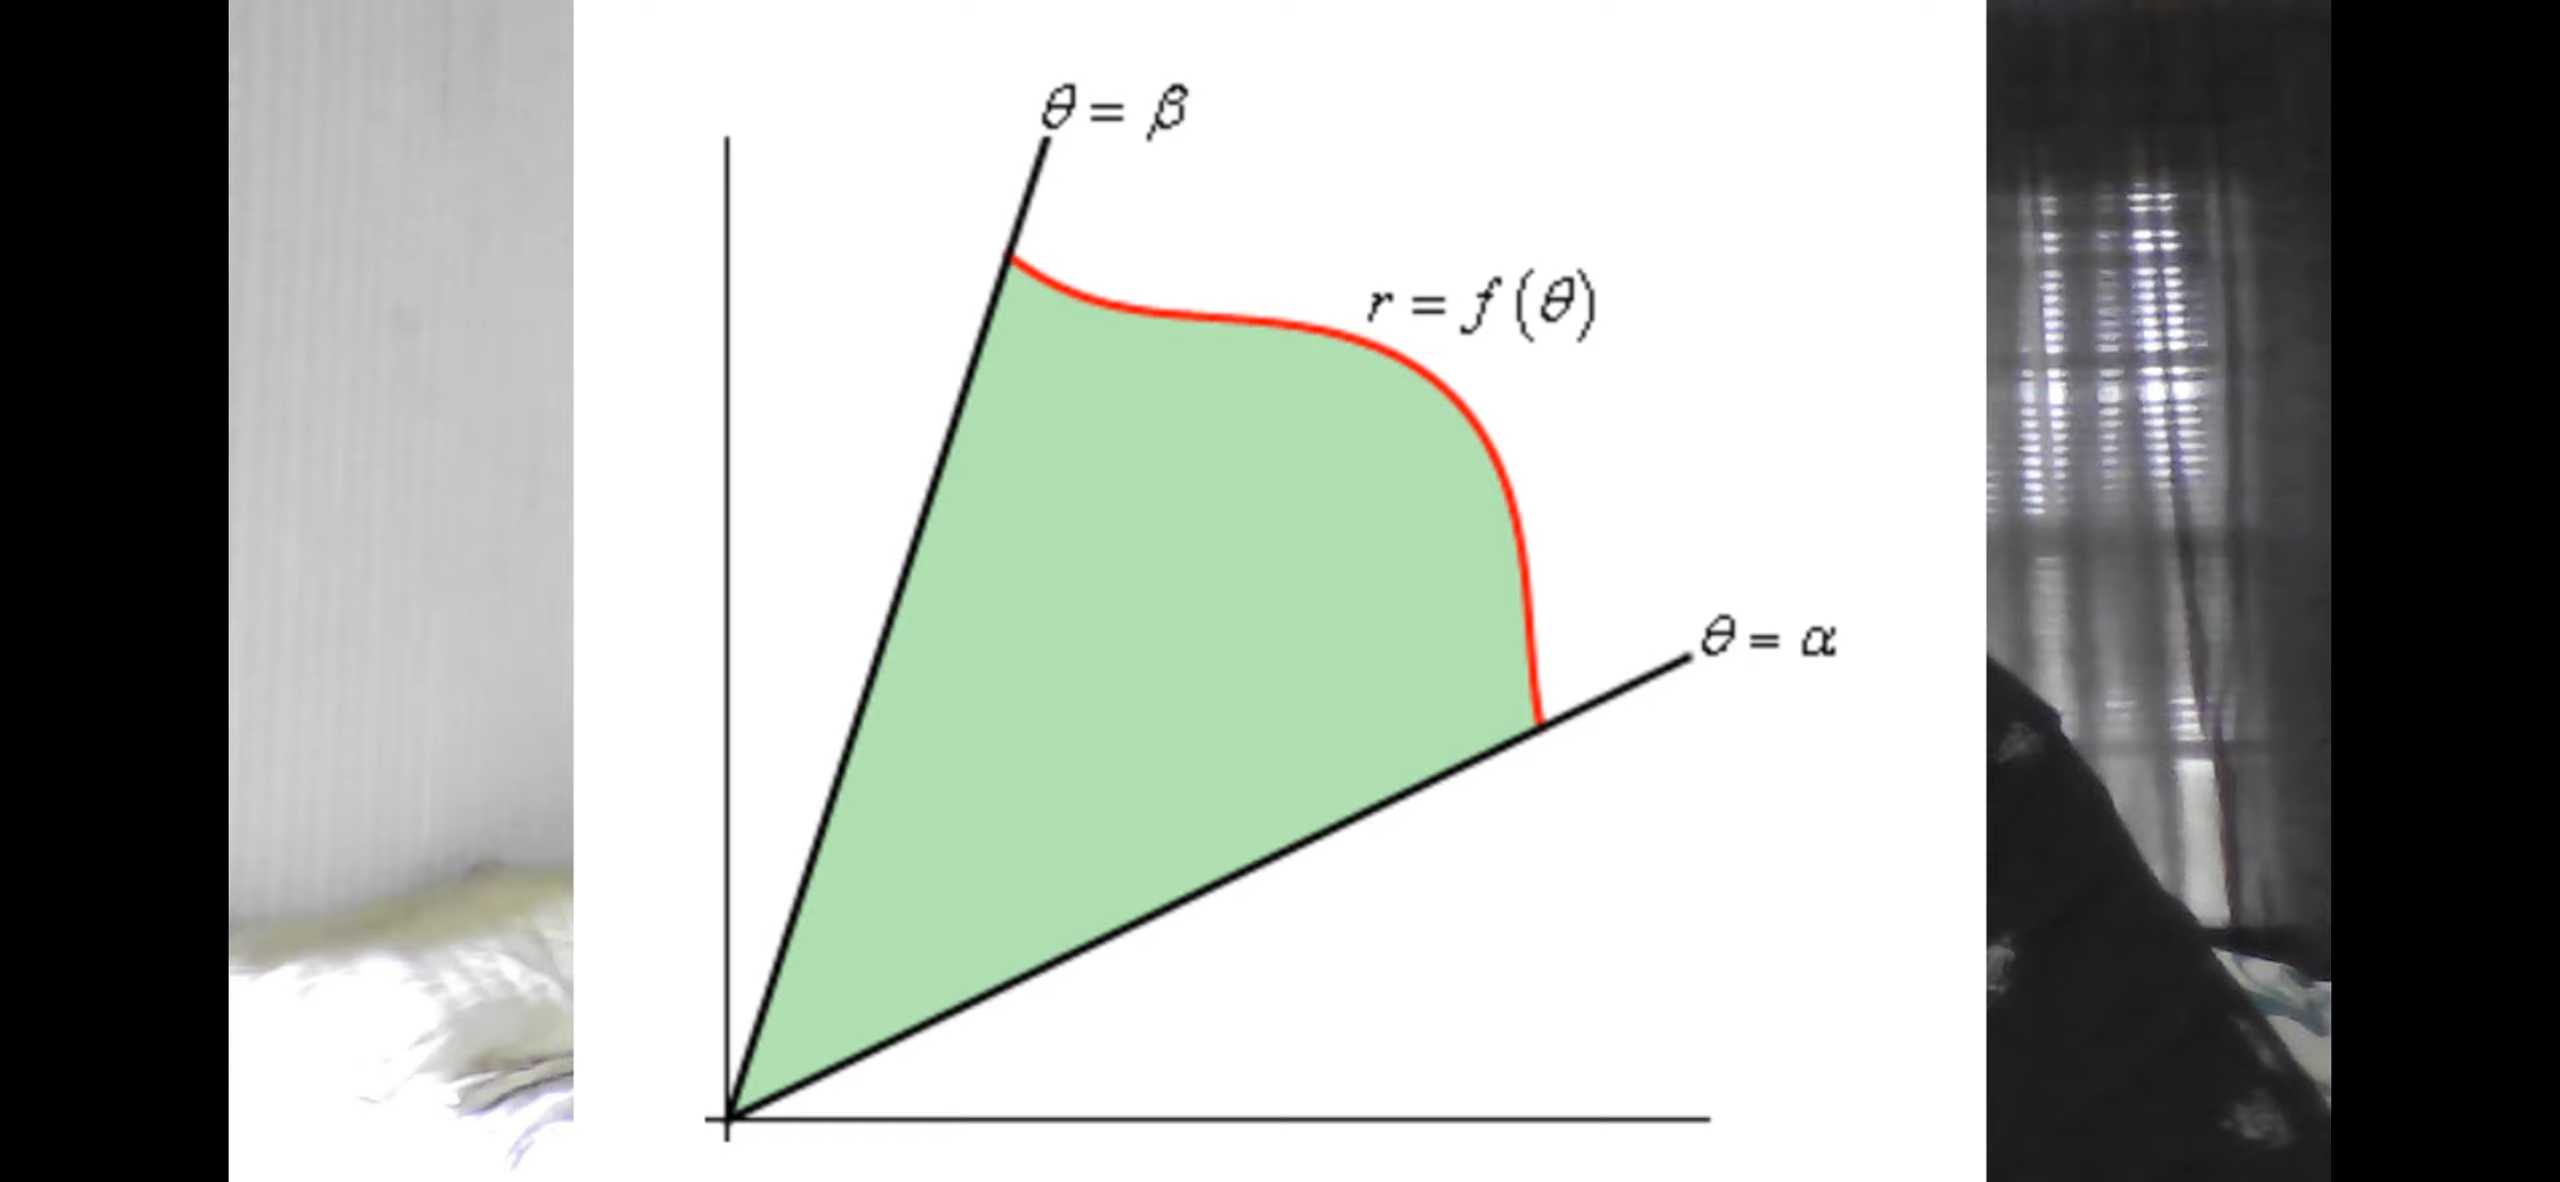 θ = β
r = f (θ)
θ = α